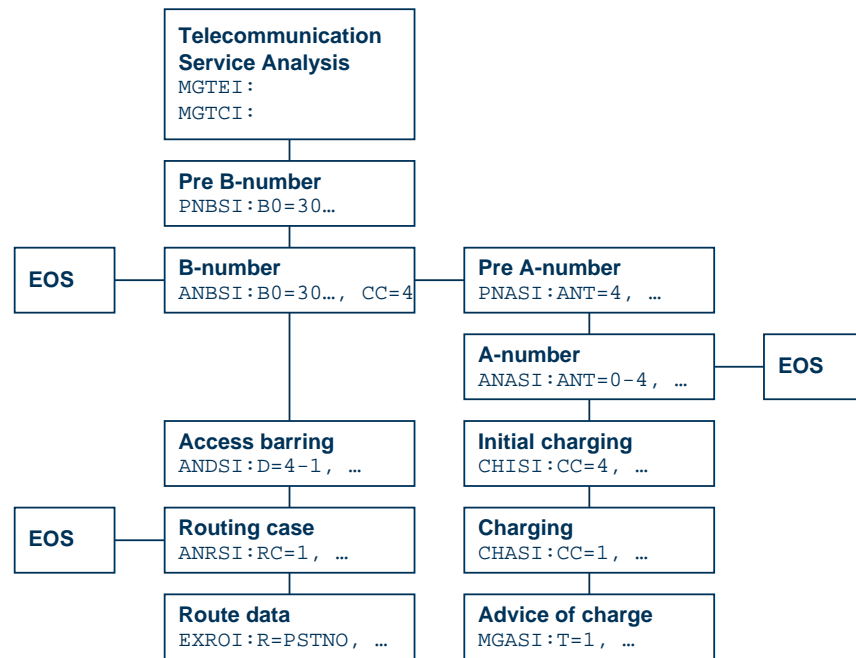 Telecommunication
Service Analysis
MGTEI:
MGTCI:
Pre B-number
PNBSI:B0=30…
EOS
B-number
ANBSI:B0=30…, CC=4
Pre A-number
PNASI:ANT=4, …
A-number
ANASI:ANT=0-4, …
EOS
Access barring
ANDSI:D=4-1, …
Initial charging
CHISI:CC=4, …
EOS
Routing case
ANRSI:RC=1, …
Charging
CHASI:CC=1, …
Route data
EXROI:R=PSTNO, …
Advice of charge
MGASI:T=1, …